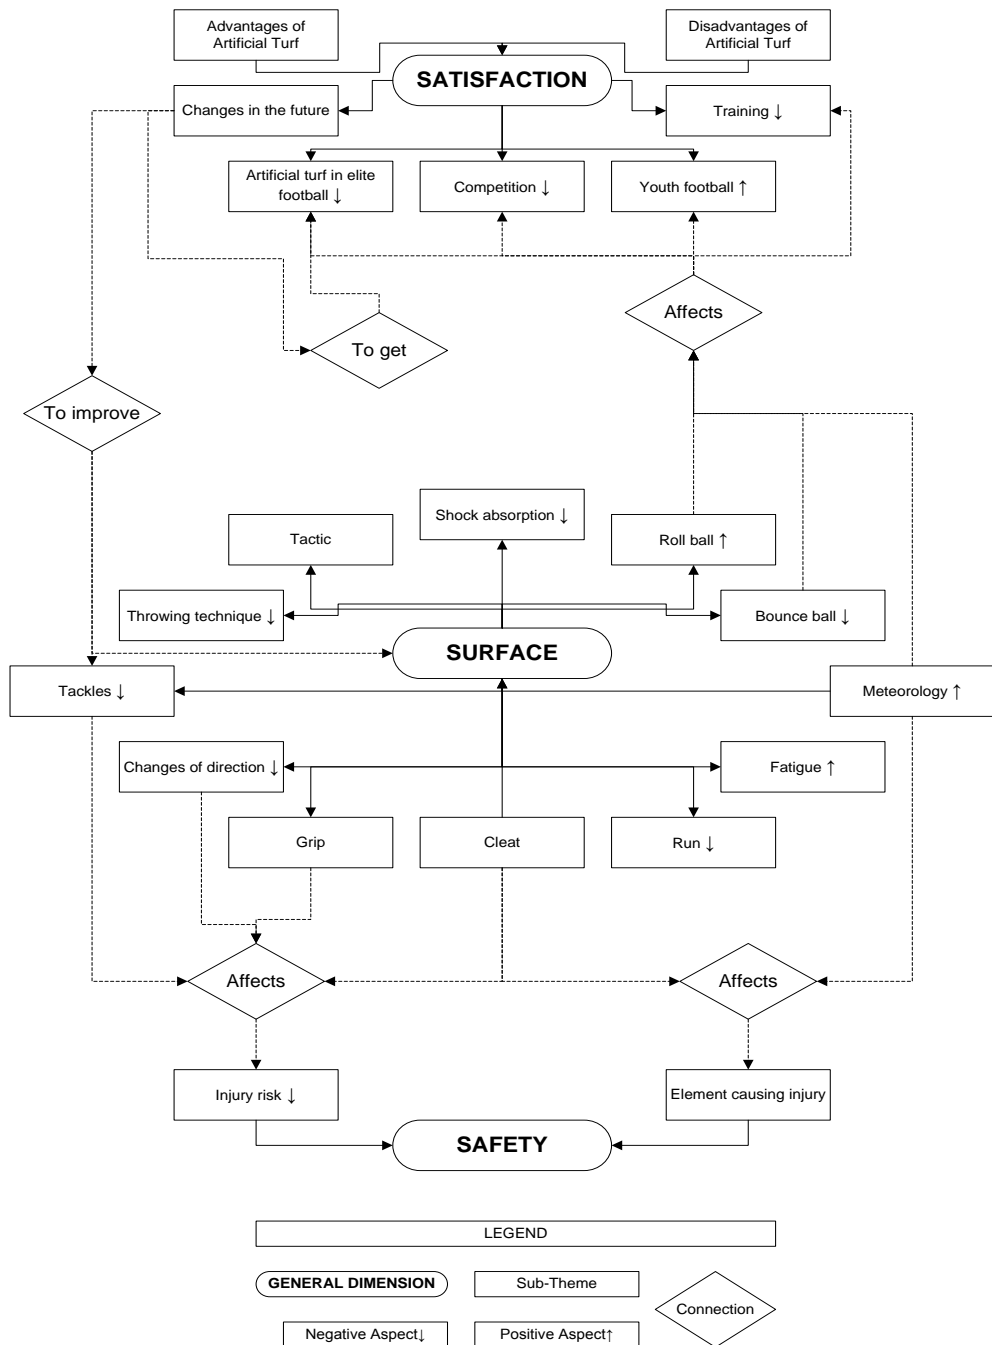 Advantages of
Artificial Turf
Disadvantages of
Artificial Turf
SATISFACTION
Changes in the future
Training ↓
Artificial turf in elite
football ↓
Competition ↓
Youth football ↑
Affects
To get
To improve
Shock absorption ↓
Tactic
Roll ball ↑
Throwing technique ↓
Bounce ball ↓
SURFACE
Tackles ↓
Meteorology ↑
Changes of direction ↓
Fatigue ↑
Grip
Cleat
Run ↓
Affects
Affects
Injury risk ↓
Element causing injury
SAFETY
LEGEND
GENERAL DIMENSION
Sub-Theme
Connection
Negative Aspect↓
Positive Aspect↑